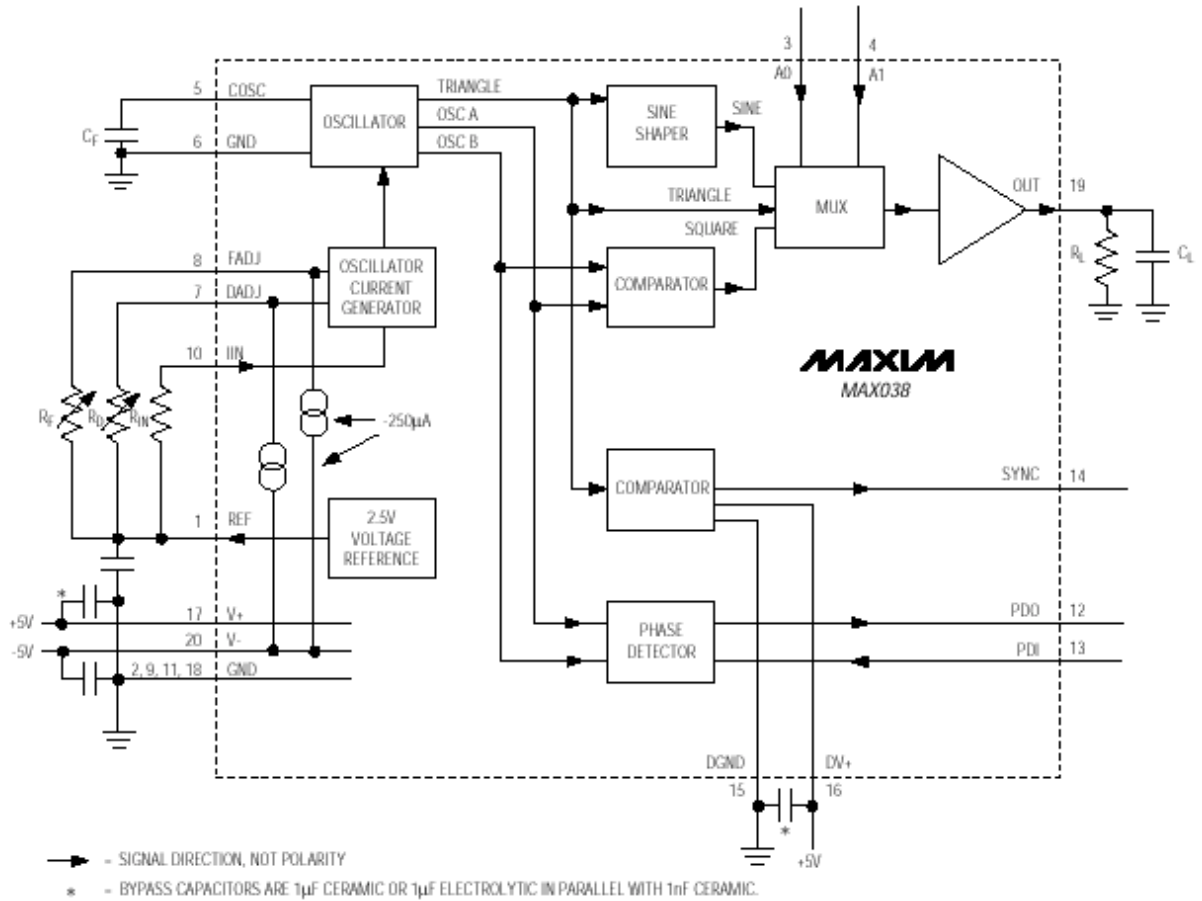 3
4
A0
A1
5
COSC
OSCILLATOR
TRIANGLE
OSC A
OSC B
SINE
SHAPER
SINE
CF
6
GND
TRIANGLE
SQUARE
MUX
OUT
19
RL
CL
8
FADJ
7
DADJ
OSCILLATOR
CURRENT
GENERATOR
COMPARATOR
10
IIN
MAXIM
MAX038
RF
RD
RIN
-250µA
COMPARATOR
SYNC
14
1
REF
2.5V
VOLTAGE
REFERENCE
*
+5V
17
V+
-5V
20
V-
2, 9, 11, 18
GND
PHASE
DETECTOR
PDO
12
PDI
13
DGND
DV+
15
16
*
+5V
- SIGNAL DIRECTION, NOT POLARITY
* - BYPASS CAPACITORS ARE 1µF CERAMIC OR 1µF ELECTROLYTIC IN PARALLEL WITH 1nF CERAMIC.